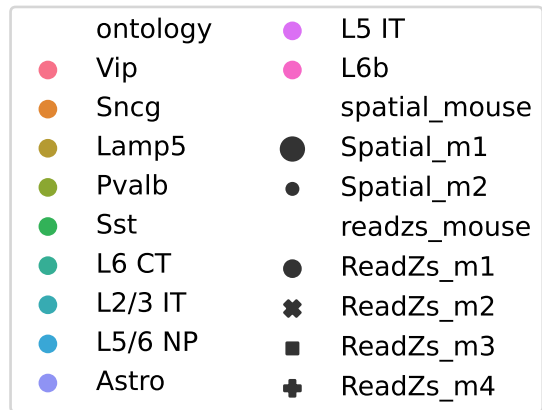 ontology
Vip
Sncg
Lamp5
Pvalb
Sst
L6 CT
L2/3 IT
L5/6 NP
Astro
L5 IT
L6b
spatial_mouse
Spatial_m1
Spatial_m2
readzs_mouse
ReadZs_m1
ReadZs_m2
ReadZs_m3
ReadZs_m4